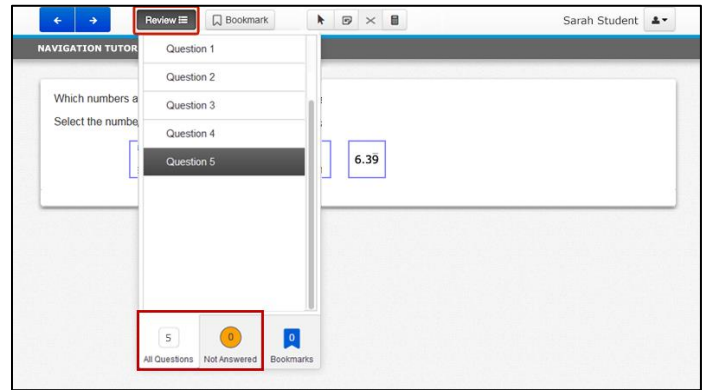 Review
Bookmark
Sarah Student
NAVIGATION TUTOR
Question 1
Question 2
Question 3
Question 4
Question 5
Which numbers a
Select the numbe
6.39̅
5
0
0
All Questions
Not Answered
Bookmarks